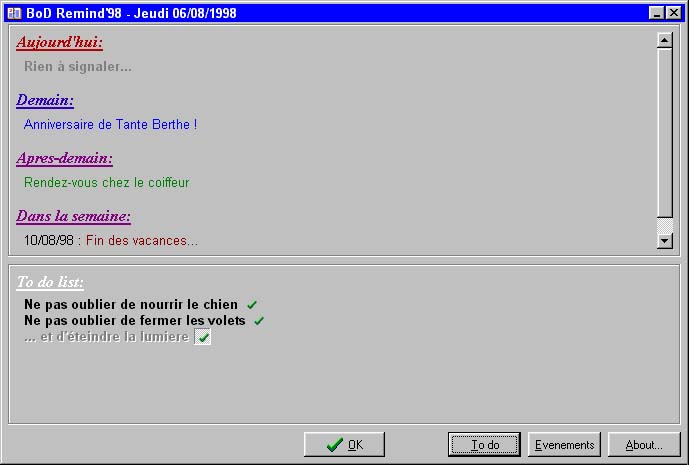 BoD Remind'98 - Jeudi 06/08/1998
Aujourd'hui:
Rien à signaler...
Demain:
Anniversaire de Tante Berthe !
Apres-demain:
Rendez-vous chez le coiffeur
Dans la semaine:
10/08/98 : Fin des vacances...
To do list:
Ne pas oublier de nourrir le chien
Ne pas oublier de fermer les volets
... et d'éteindre la lumiere
OK To do Evenements About...